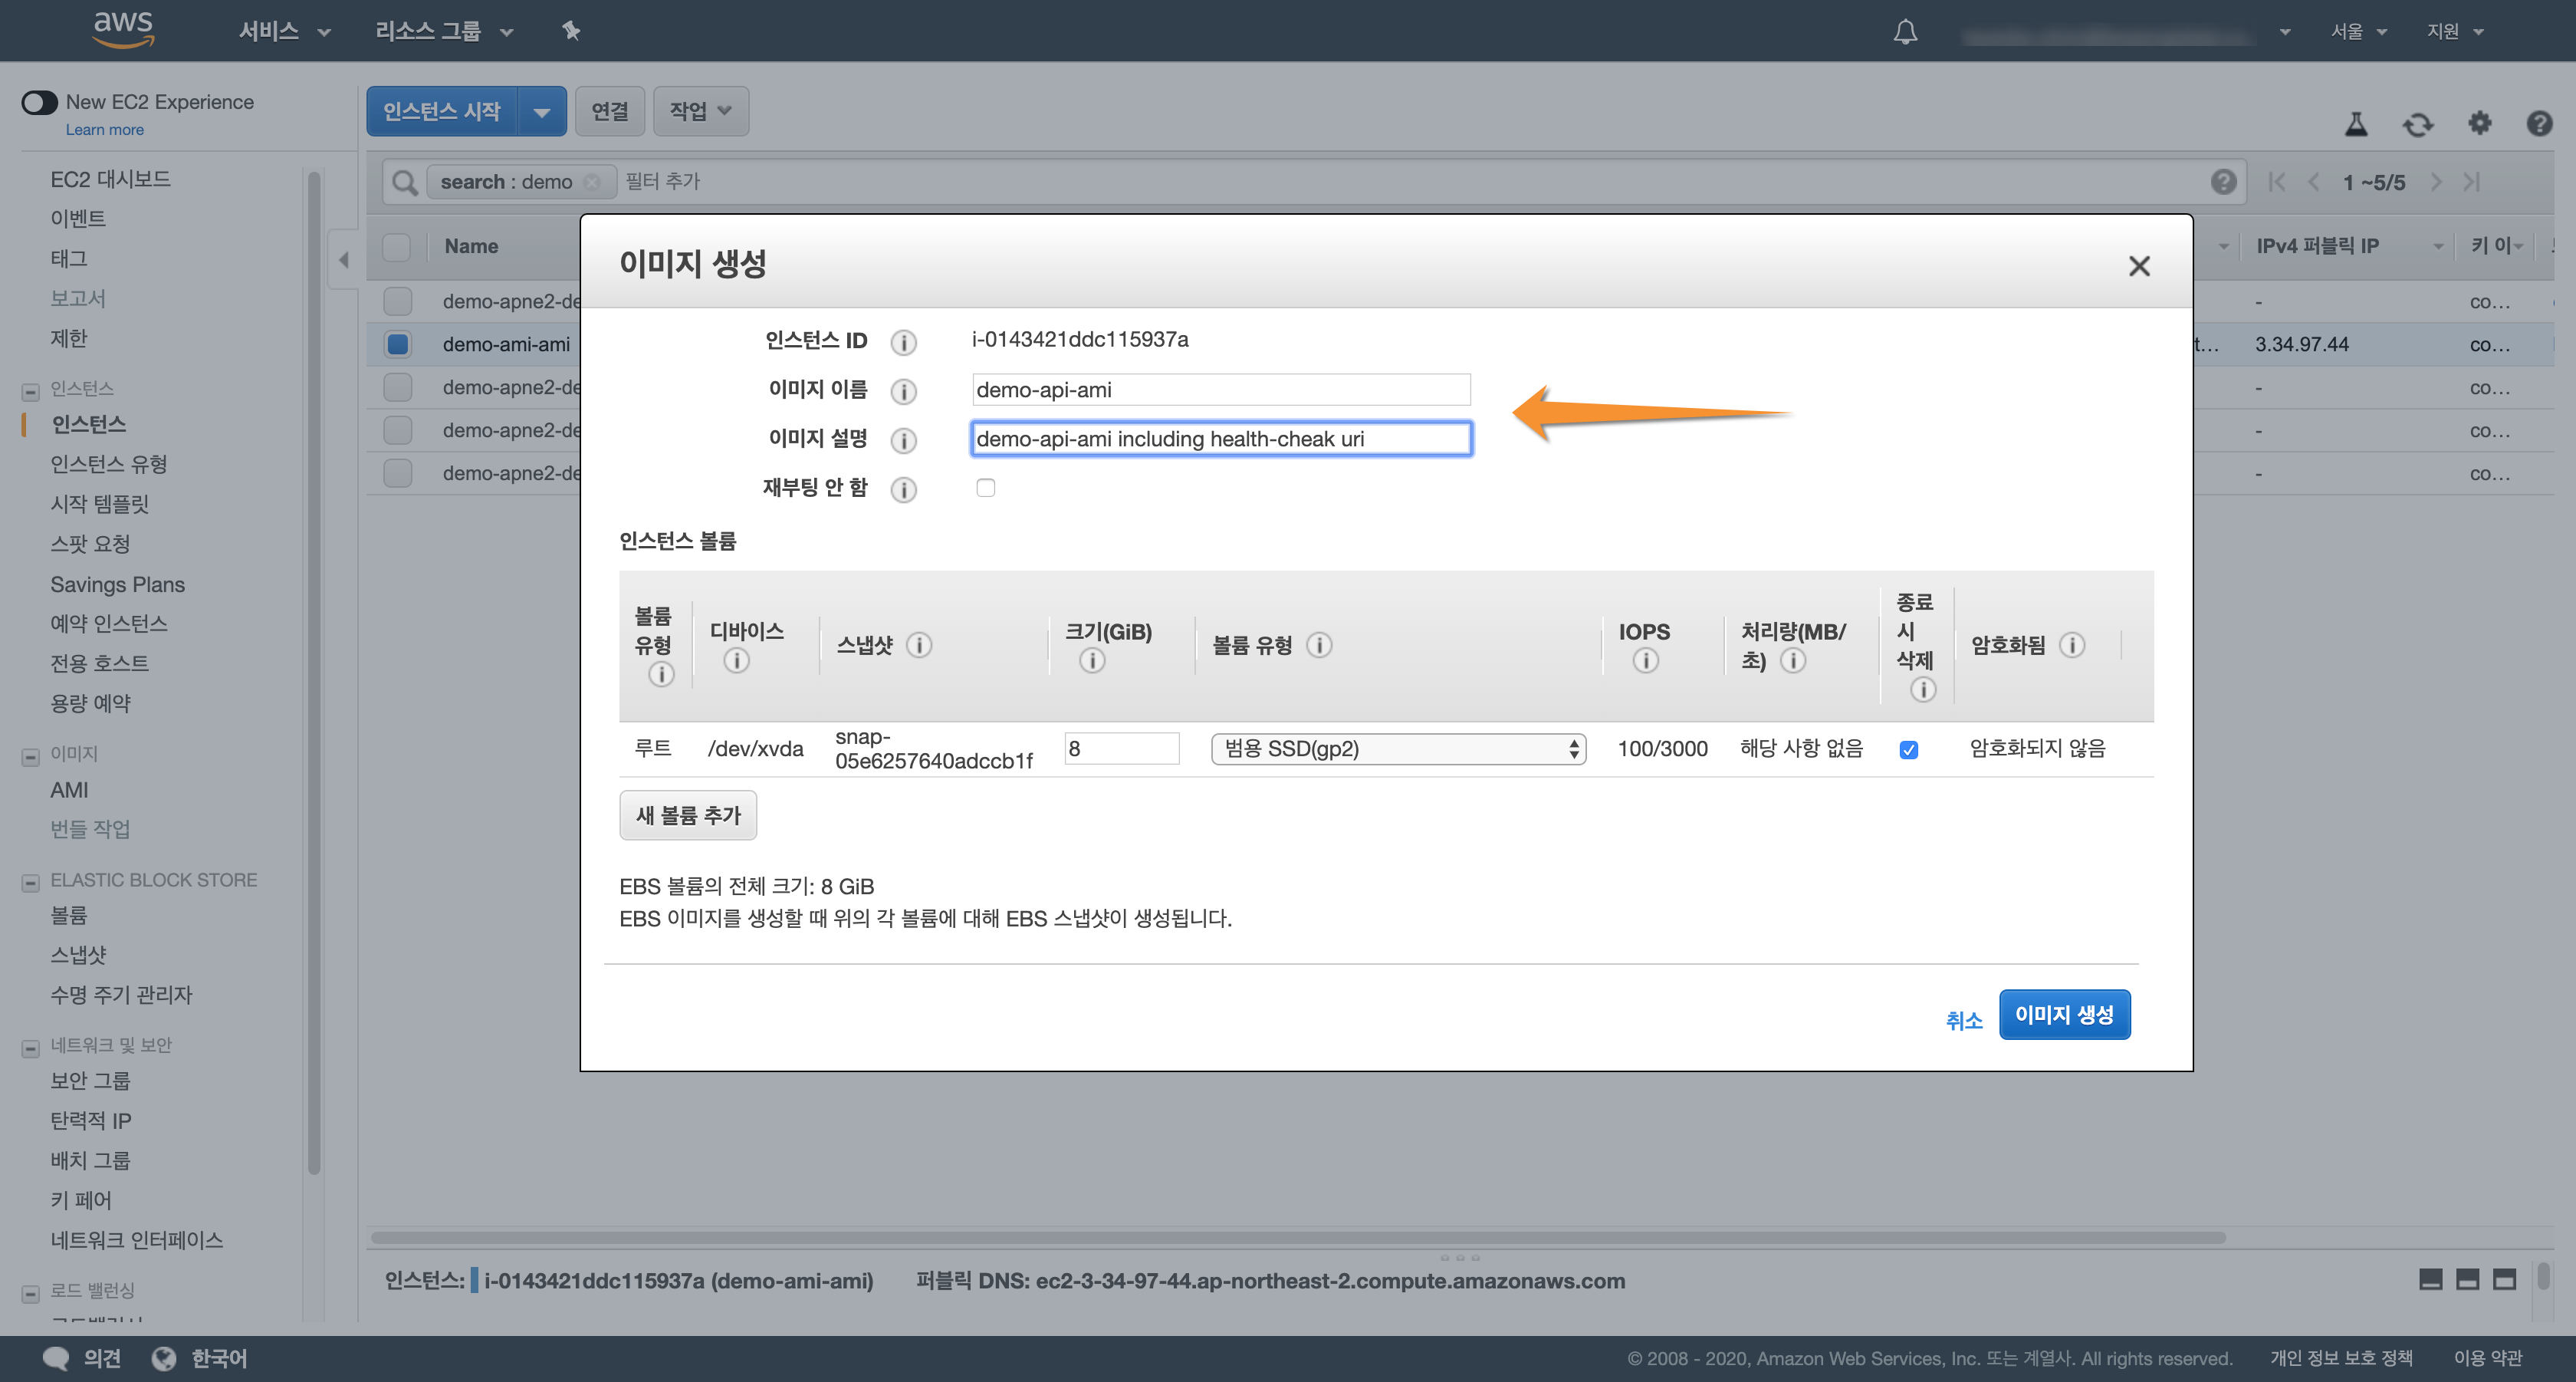 aws 서비스 리소스 그룹 서울 지원
New EC2 Experience
Learn more
EC2 대시보드
이벤트
태그
보고서
제한
인스턴스
인스턴스
인스턴스 유형
시작 템플릿
스팟 요청
Savings Plans
예약 인스턴스
전용 호스트
용량 예약
이미지
AMI
번들 작업
ELASTIC BLOCK STORE
볼륨
스냅샷
수명 주기 관리자
네트워크 및 보안
보안 그룹
탄력적 IP
배치 그룹
키 페어
네트워크 인터페이스
로드 밸런싱
인스턴스 시작 연결 작업
search : demo 필터 추가 1 ~5/5
Name IPv4 퍼블릭 IP 키 이
demo-apne2-de - co...
demo-ami-ami t... 3.34.97.44 co...
demo-apne2-de - co...
demo-apne2-de - co...
demo-apne2-de - co...
이미지 생성
인스턴스 ID i-0143421ddc115937a
이미지 이름 demo-api-ami
이미지 설명 demo-api-ami including health-cheak uri
재부팅 안 함
인스턴스 볼륨
볼륨 유형 디바이스 스냅샷 크기(GiB) 볼륨 유형 IOPS 처리량(MB/초) 종료 시 삭제 암호화됨
루트 /dev/xvda snap-05e6257640adccb1f 8 범용 SSD(gp2) 100/3000 해당 사항 없음 암호화되지 않음
새 볼륨 추가
EBS 볼륨의 전체 크기: 8 GiB
EBS 이미지를 생성할 때 위의 각 볼륨에 대해 EBS 스냅샷이 생성됩니다.
취소 이미지 생성
인스턴스: i-0143421ddc115937a (demo-ami-ami) 퍼블릭 DNS: ec2-3-34-97-44.ap-northeast-2.compute.amazonaws.com
의견 한국어 © 2008 - 2020, Amazon Web Services, Inc. 또는 계열사. All rights reserved. 개인 정보 보호 정책 이용 약관